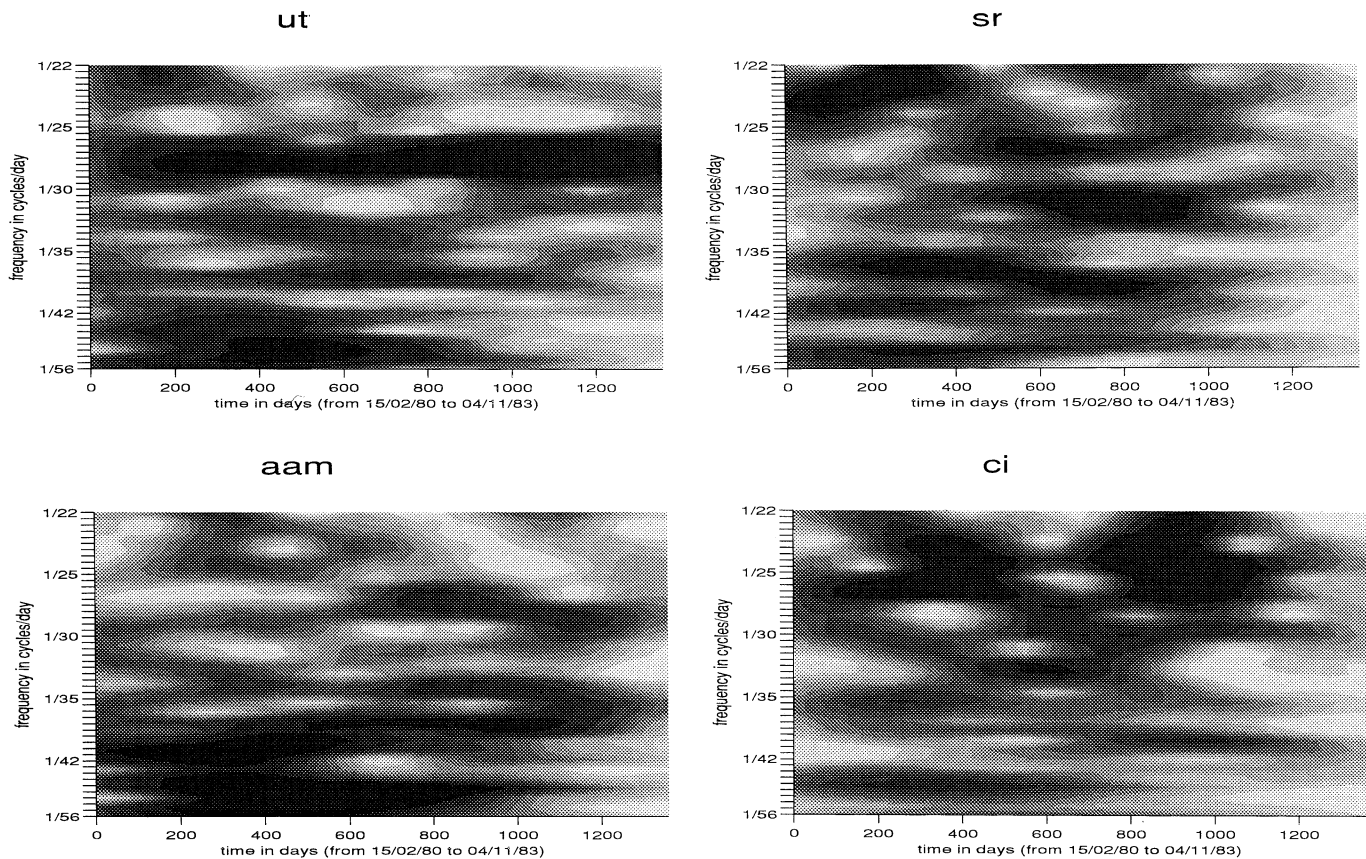 ut
1/22
1/25
1/30
1/35
1/42
1/56
frequency in cycles/day
0 200 400 600 800 1000 1200
time in days (from 15/02/80 to 04/11/83)
sr
1/22
1/25
1/30
1/35
1/42
1/56
frequency in cycles/day
0 200 400 600 800 1000 1200
time in days (from 15/02/80 to 04/11/83)
aam
1/22
1/25
1/30
1/35
1/42
1/56
frequency in cycles/day
0 200 400 600 800 1000 1200
time in days (from 15/02/80 to 04/11/83)
ci
1/22
1/25
1/30
1/35
1/42
1/56
frequency in cycles/day
0 200 400 600 800 1000 1200
time in days (from 15/02/80 to 04/11/83)